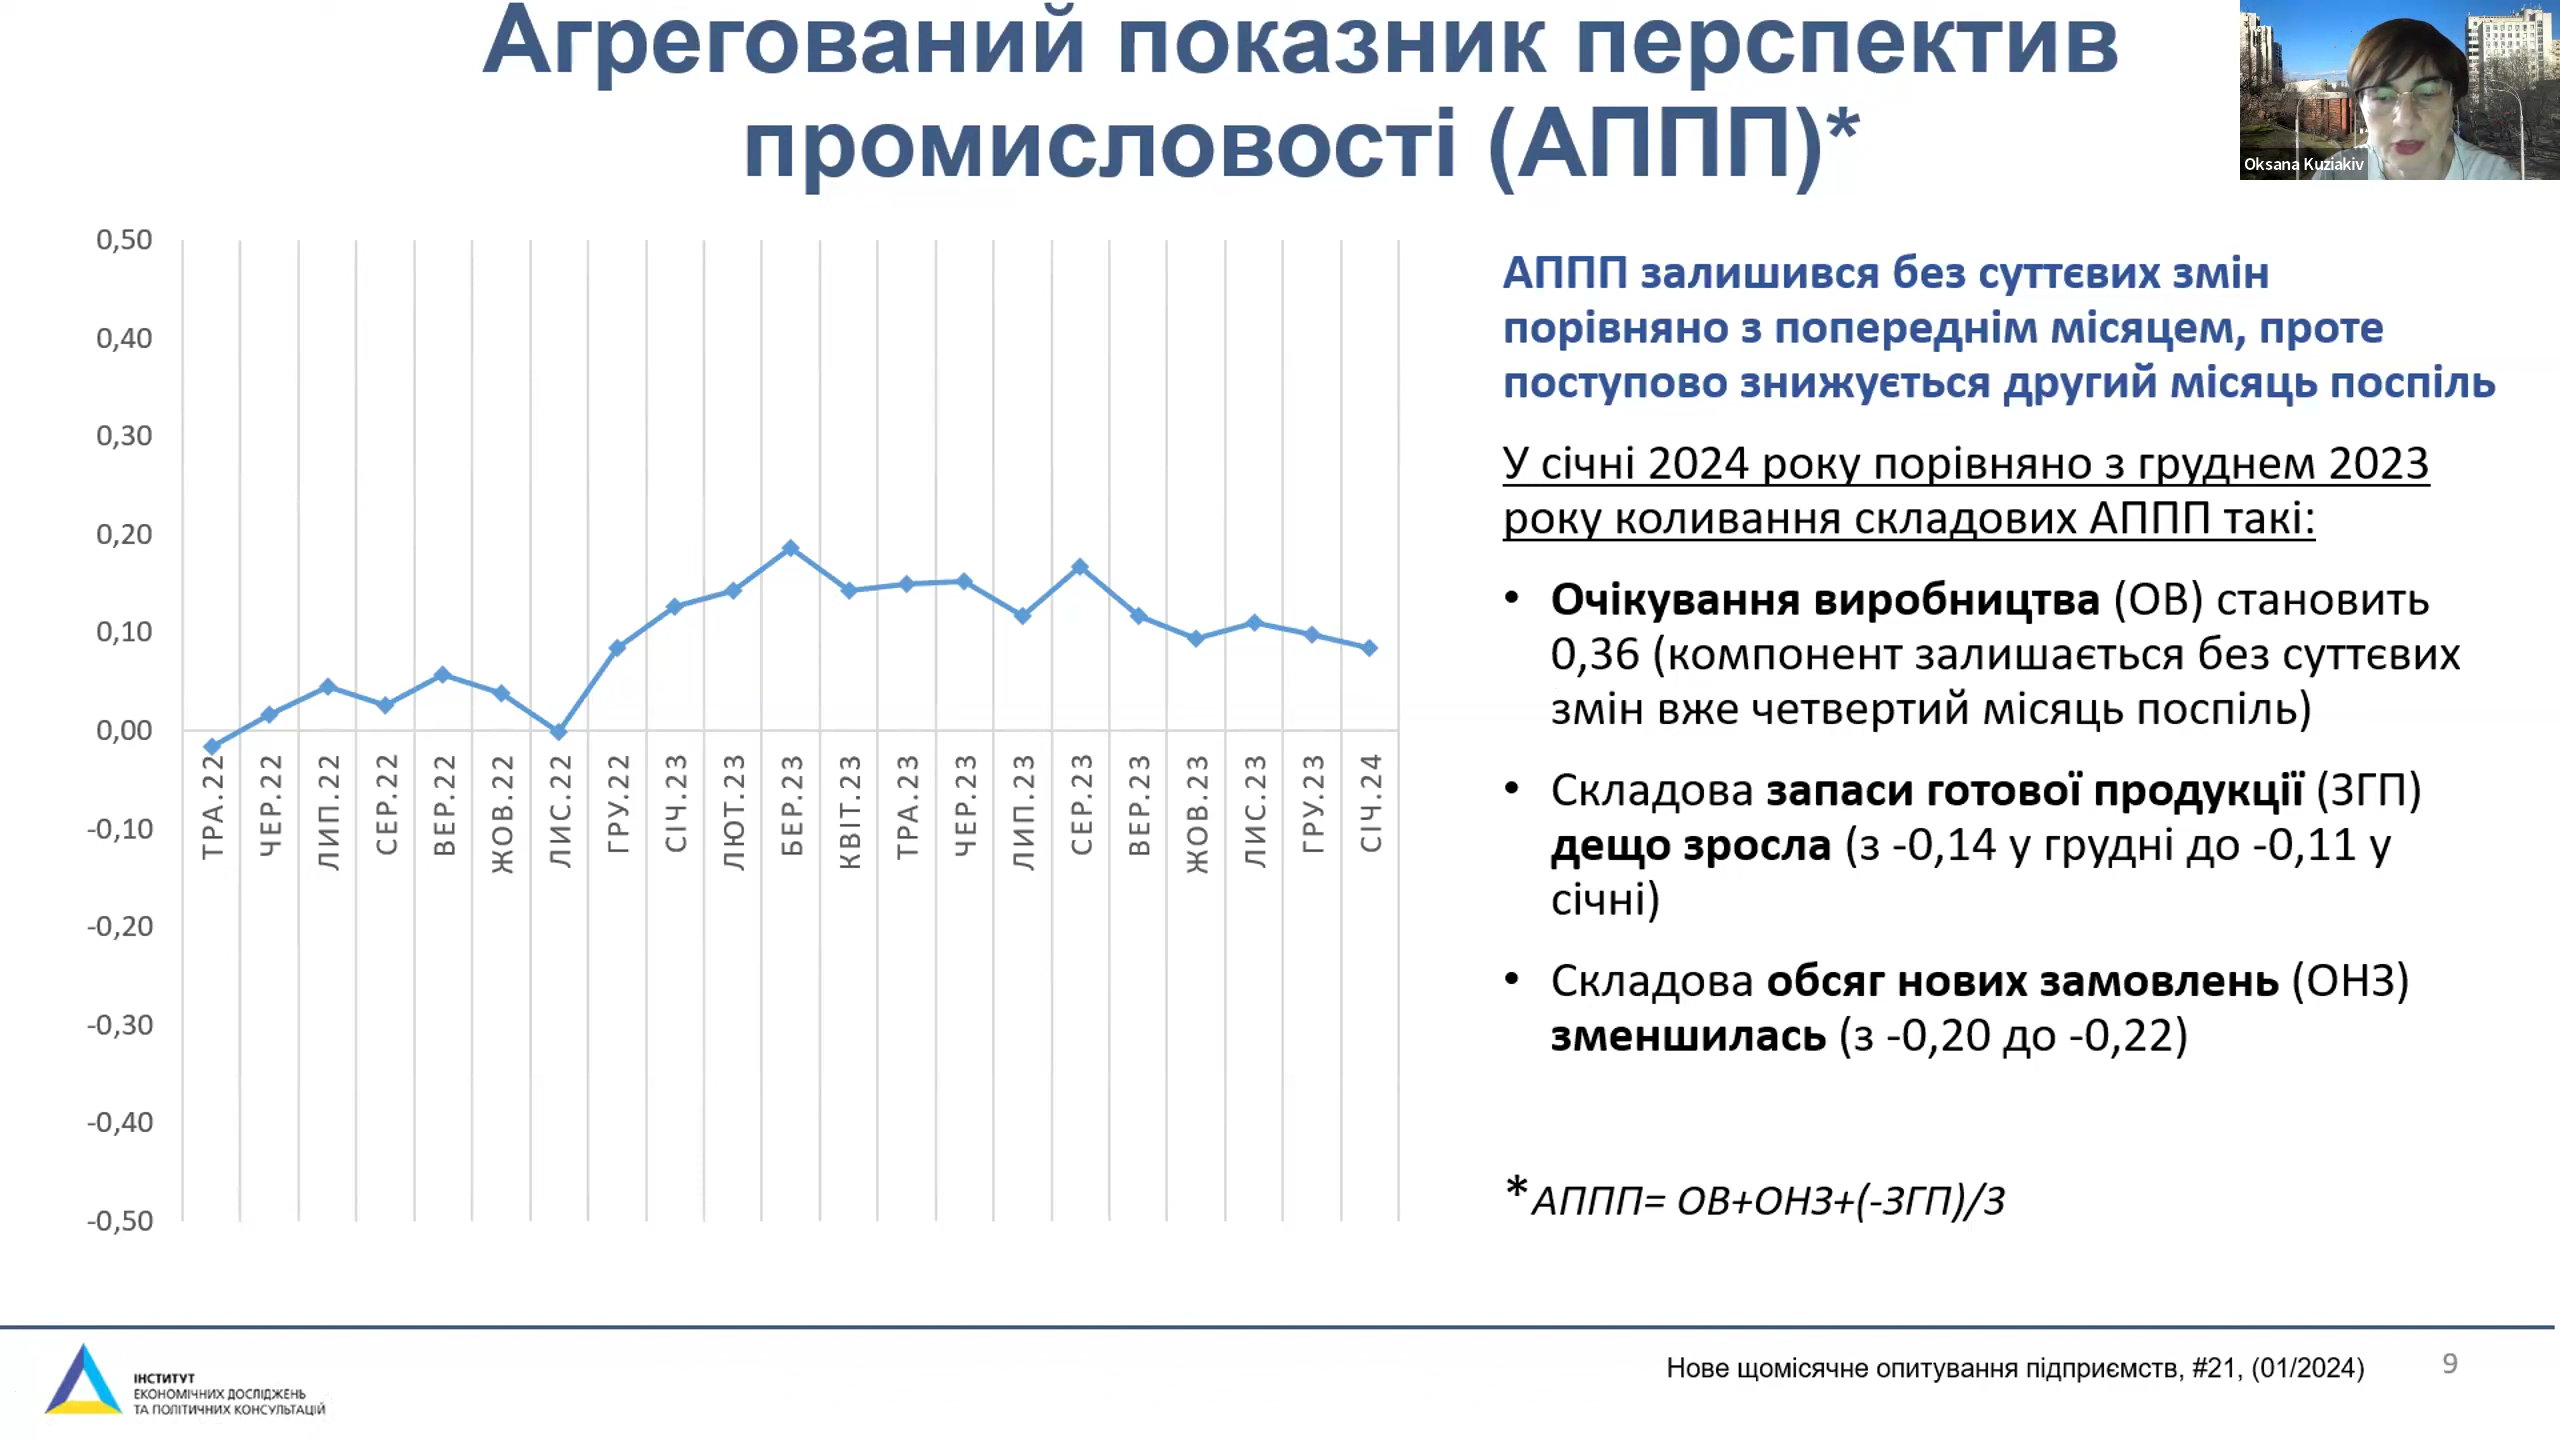 Агрегований показник перспектив
промисловості (АППП)*
Oksana Kuziakiv
0,50
0,40
0,30
0,20
0,10
0,00
-0,10
-0,20
-0,30
-0,40
-0,50
ТРА.22
ЧЕР.22
ЛИП.22
СЕР.22
ВЕР.22
ЖОВ.22
ЛИС.22
ГРУ.22
СІЧ.23
ЛЮТ.23
БЕР.23
КВІТ.23
ТРА.23
ЧЕР.23
ЛИП.23
СЕР.23
ВЕР.23
ЖОВ.23
ЛИС.23
ГРУ.23
СІЧ.24
АППП залишився без суттєвих змін
порівняно з попереднім місяцем, проте
поступово знижується другий місяць поспіль
У січні 2024 року порівняно з груднем 2023
року коливання складових АППП такі:
• Очікування виробництва (ОВ) становить
0,36 (компонент залишається без суттєвих
змін вже четвертий місяць поспіль)
• Складова запаси готової продукції (ЗГП)
дещо зросла (з -0,14 у грудні до -0,11 у
січні)
• Складова обсяг нових замовлень (ОНЗ)
зменшилась (з -0,20 до -0,22)
*АППП= ОВ+ОНЗ+(-ЗГП)/3
ІНСТИТУТ
ЕКОНОМІЧНИХ ДОСЛІДЖЕНЬ
ТА ПОЛІТИЧНИХ КОНСУЛЬТАЦІЙ
Нове щомісячне опитування підприємств, #21, (01/2024)
9